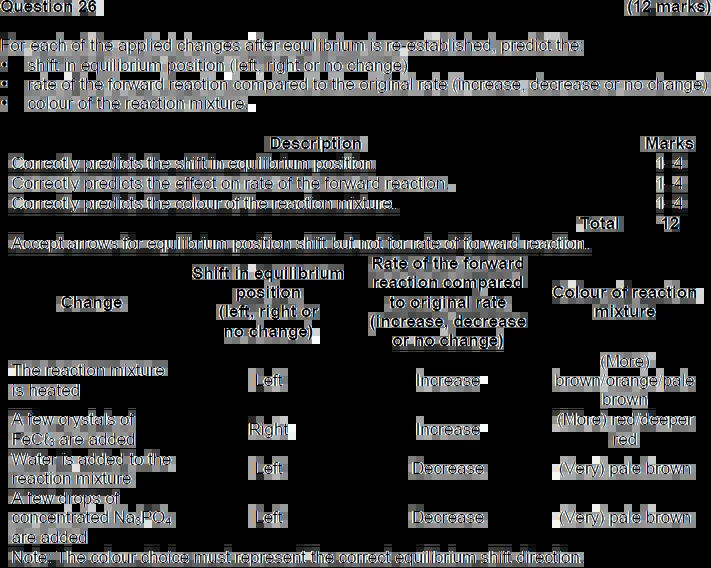 Question 26 (12 marks)
For each of the applied changes after equilibrium is re-established, predict the:
• shift in equilibrium position (left, right or no change)
• rate of the forward reaction compared to the original rate (increase, decrease or no change)
• colour of the reaction mixture.
Description Marks
Correctly predicts the shift in equilibrium position. 1–4
Correctly predicts the effect on rate of the forward reaction. 1–4
Correctly predicts the colour of the reaction mixture. 1–4
Total 12
Accept arrows for equilibrium position shift but not for rate of forward reaction.
Change Shift in equilibrium position (left, right or no change) Rate of the forward reaction compared to original rate (increase, decrease or no change) Colour of reaction mixture
The reaction mixture is heated Left Increase (More) brown/orange/pale brown
A few crystals of FeCl₃ are added Right Increase (More) red/deeper red
Water is added to the reaction mixture Left Decrease (Very) pale brown
A few drops of concentrated Na₃PO₄ are added Left Decrease (Very) pale brown
Note: The colour choice must represent the correct equilibrium shift direction.